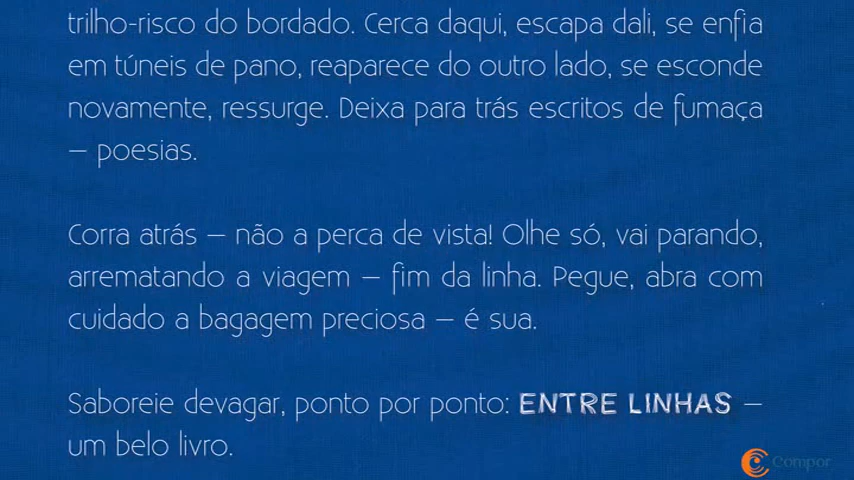 trilho-risco do bordado. Cerca daqui, escapa dali, se enfia
em túneis de pano, reaparece do outro lado, se esconde
novamente, ressurge. Deixa para trás escritos de fumaça
– poesias.
Corra atrás – não a perca de vista! Olhe só, vai parando,
arrematando a viagem – fim da linha. Pegue, abra com
cuidado a bagagem preciosa – é sua.
Saboreie devagar, ponto por ponto: ENTRE LINHAS –
um belo livro.
Compor